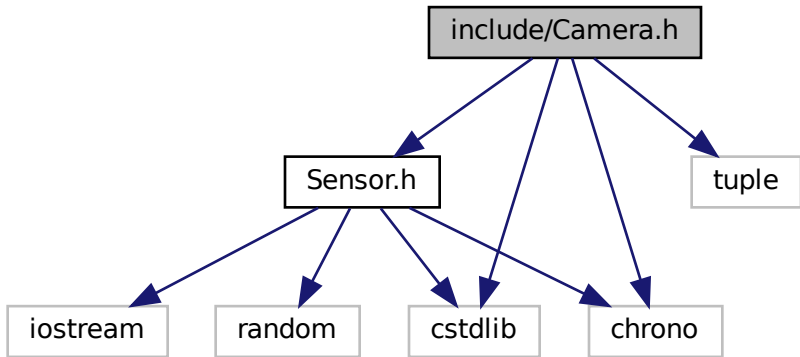 include/Camera.h
Sensor.h
tuple
iostream
random
cstdlib
chrono